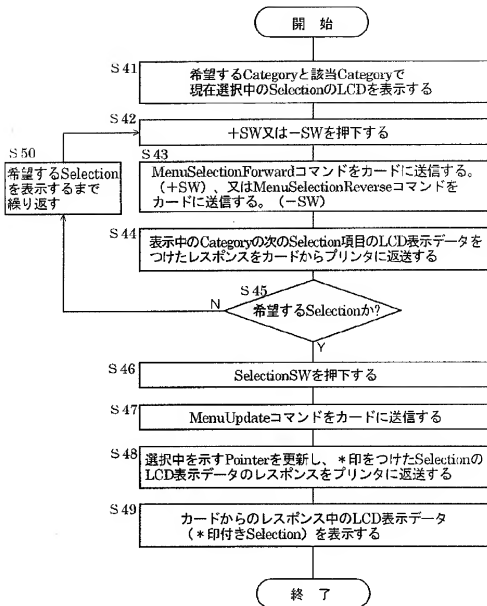 開 始
S41
希望するCategoryと該当Categoryで
現在選択中のSelectionのLCDを表示する
S42
+SW又は−SWを押下する
S50
希望するSelection
を表示するまで
繰り返す
S43
MenuSelectionForwardコマンドをカードに送信する。
(+SW)、又はMenuSelectionReverseコマンドを
カードに送信する。(−SW)
S44
表示中のCategoryの次のSelection項目のLCD表示データを
つけたレスポンスをカードからプリンタに返送する
S45
希望するSelectionか?
N
Y
S46
SelectionSWを押下する
S47
MenuUpdateコマンドをカードに送信する
S48
選択中を示すPointerを更新し、*印をつけたSelectionの
LCD表示データのレスポンスをプリンタに返送する
S49
カードからのレスポンス中のLCD表示データ
(*印付きSelection)を表示する
終 了